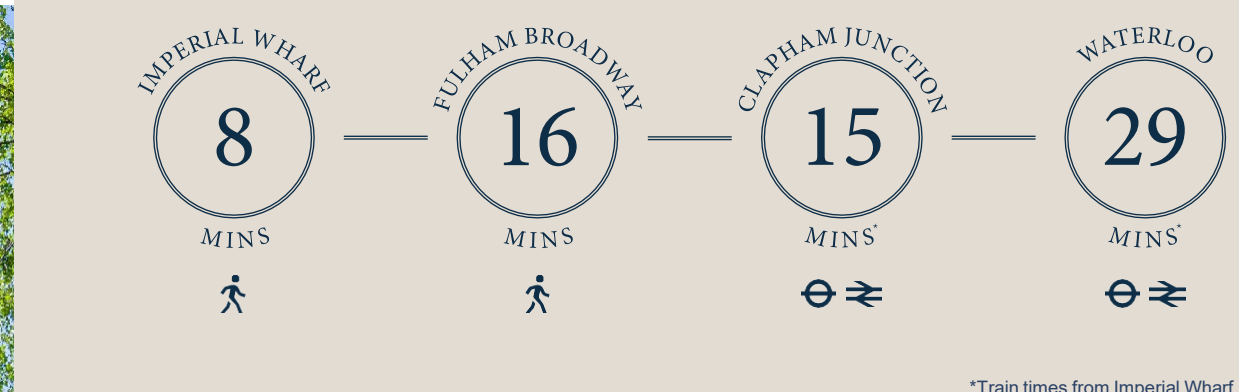 IMPERIAL WHARF
8
MINS
FULHAM BROADWAY
16
MINS
CLAPHAM JUNCTION
15
MINS*
WATERLOO
29
MINS*
*Train times from Imperial Wharf